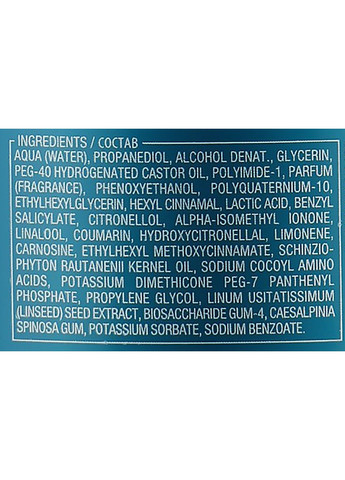 INGREDIENTS / СОСТАВ
AQUA (WATER), PROPANEDIOL, ALCOHOL DENAT., GLYCERIN,
PEG-40 HYDROGENATED CASTOR OIL, POLYIMIDE-1, PARFUM
(FRAGRANCE), PHENOXYETHANOL, POLYQUATERNIUM-10,
ETHYLHEXYLGLYCERIN, HEXYL CINNAMAL, LACTIC ACID, BENZYL
SALICYLATE, CITRONELLOL, ALPHA-ISOMETHYL IONONE,
LINALOOL, COUMARIN, HYDROXYCITRONELLAL, LIMONENE,
CARNOSINE, ETHYLHEXYL METHOXYCINNAMATE, SCHINZIO-
PHYTON RAUTANENII KERNEL OIL, SODIUM COCOYL AMINO
ACIDS, POTASSIUM DIMETHICONE PEG-7 PANTHENYL
PHOSPHATE, PROPYLENE GLYCOL, LINUM USITATISSIMUM
(LINSEED) SEED EXTRACT, BIOSACCHARIDE GUM-4, CAESALPINIA
SPINOSA GUM, POTASSIUM SORBATE, SODIUM BENZOATE.